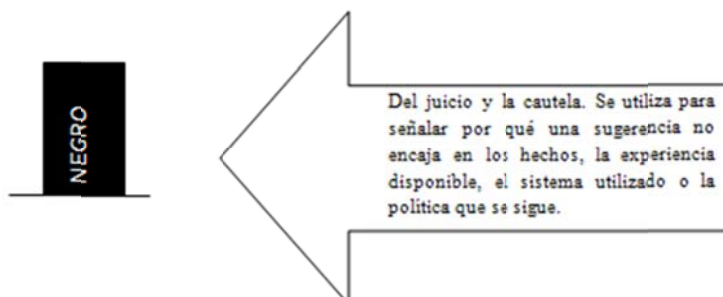 NEGRO
Del juicio y la cautela. Se utiliza para
señalar por qué una sugerencia no
encaja en los hechos, la experiencia
disponible, el sistema utilizado o la
política que se sigue.